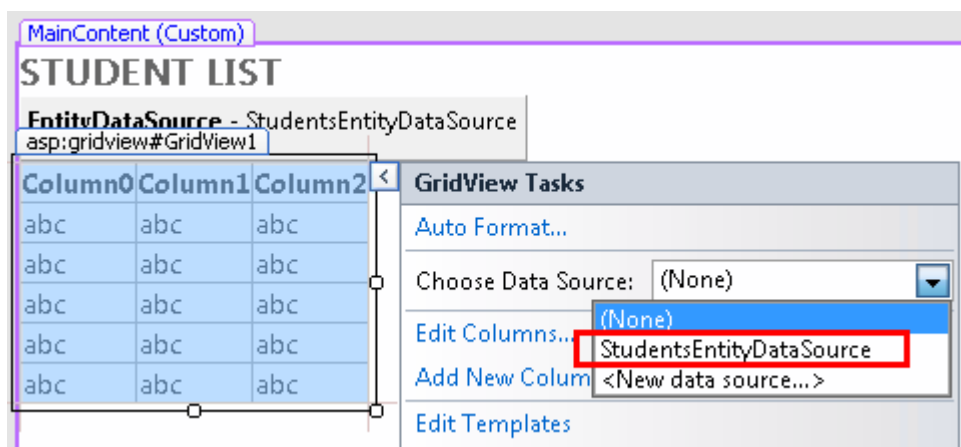 MainContent (Custom)
STUDENT LIST
EntityDataSource - StudentsEntityDataSource
asp:gridview#GridView1
Column0 Column1 Column2
abc abc abc
abc abc abc
abc abc abc
abc abc abc
abc abc abc
<
GridView Tasks
Auto Format...
Choose Data Source: (None)
(None)
StudentsEntityDataSource
<New data source...>
Edit Columns...
Add New Colum
Edit Templates